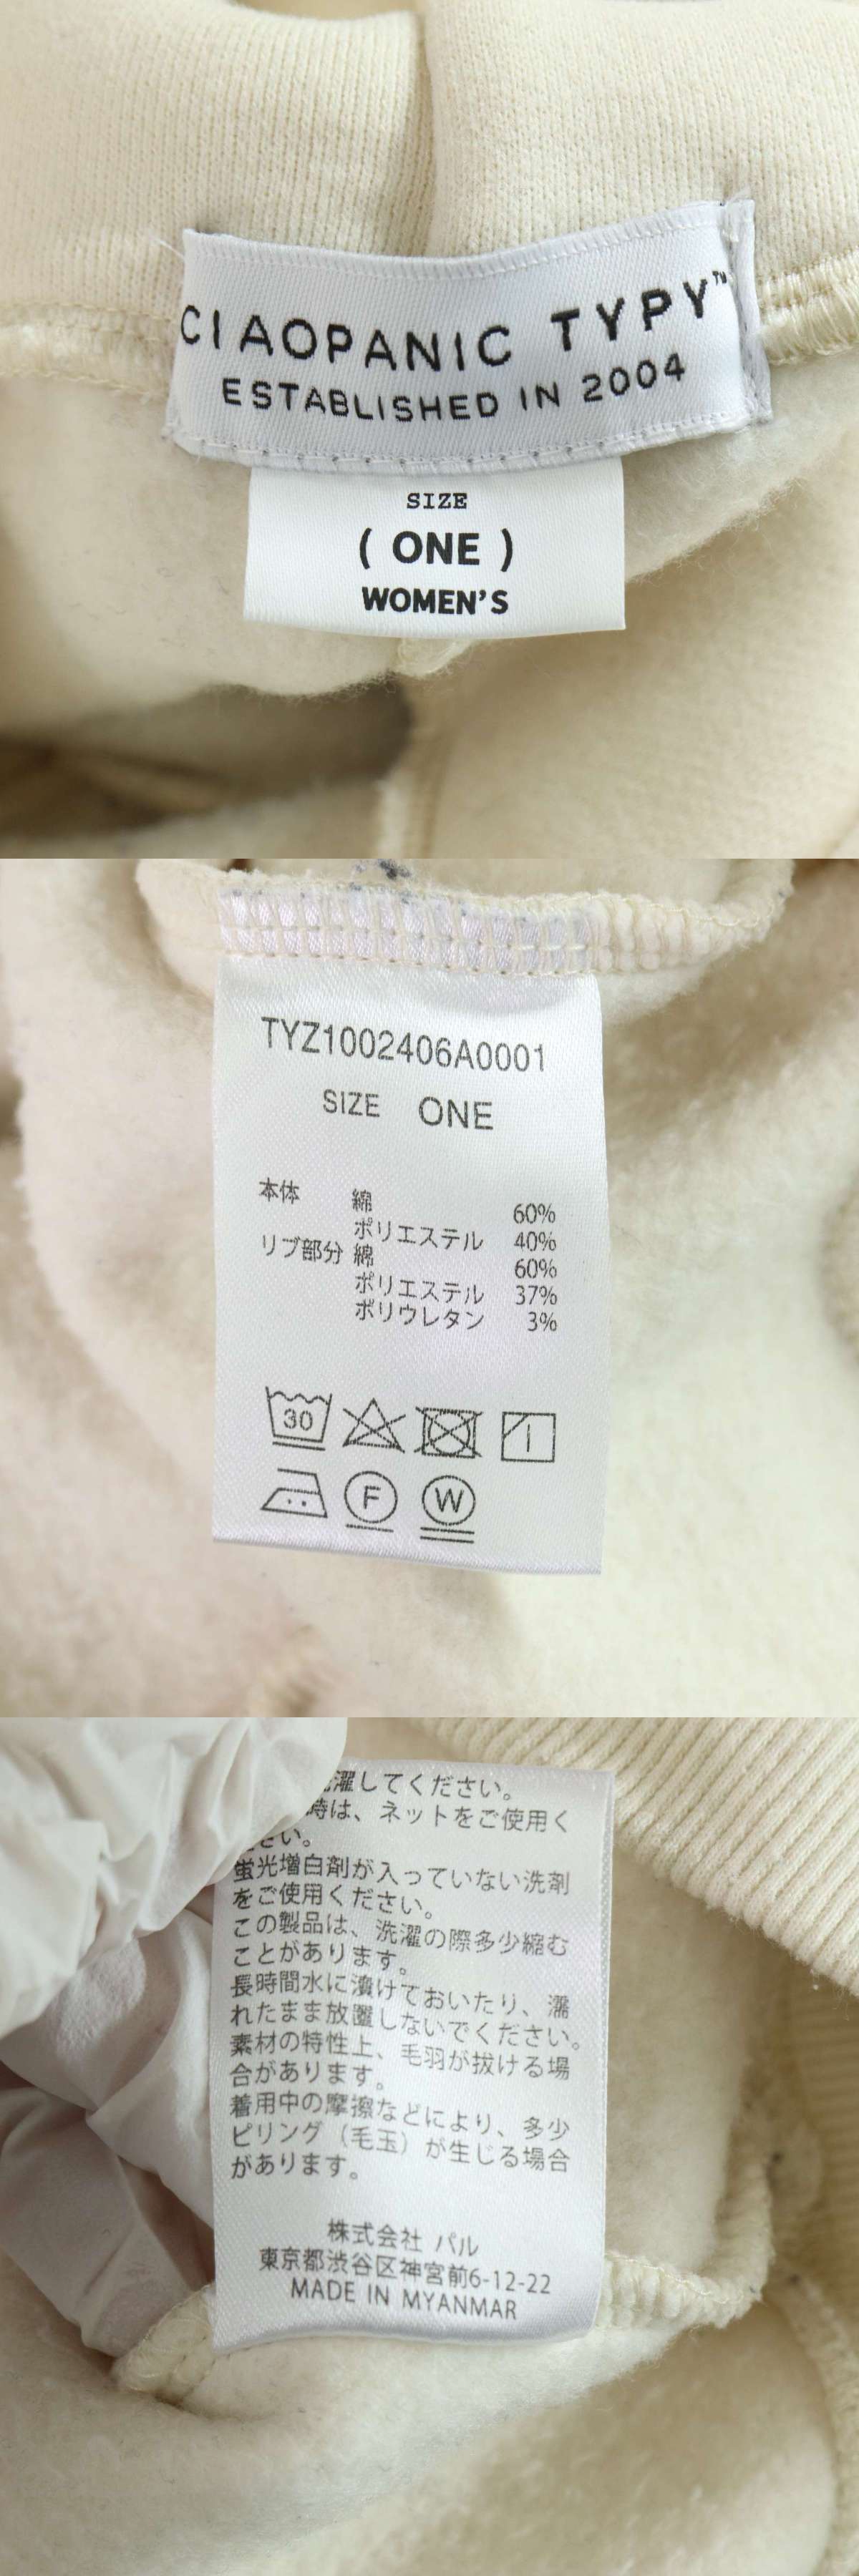 CIAOPANIC TYPY™
ESTABLISHED IN 2004
SIZE
( ONE )
WOMEN'S
TYZ1002406A0001
SIZE ONE
本体 綿 60%
ポリエステル 40%
リブ部分 綿 60%
ポリエステル 37%
ポリウレタン 3%
30
F W
濯してください。
時は、ネットをご使用く
さい。
蛍光増白剤が入っていない洗剤
をご使用ください。
この製品は、洗濯の際多少縮む
ことがあります。
長時間水に漬けておいたり、濡
れたまま放置しないでください。
素材の特性上、毛羽が抜ける場
合があります。
着用中の摩擦などにより、多少
ピリング（毛玉）が生じる場合
があります。
株式会社 パル
東京都渋谷区神宮前6-12-22
MADE IN MYANMAR